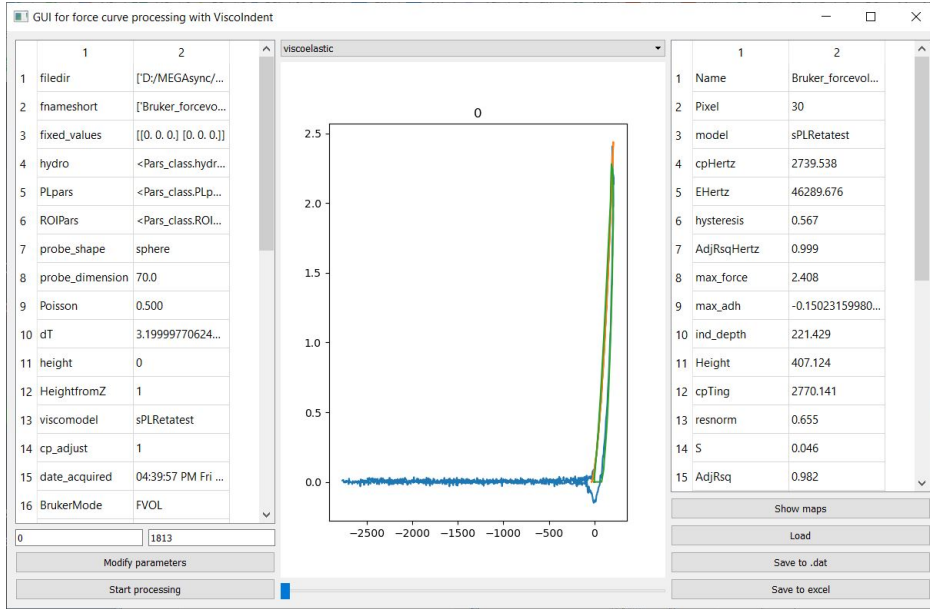 GUI for force curve processing with ViscoIndent
1 2
1 filedir ['D:/MEGAsync/...
2 fnameshort ['Bruker_forcevo...
3 fixed_values [[0. 0. 0.] [0. 0. 0.]]
4 hydro <Pars_class.hydr...
5 PLpars <Pars_class.PLp...
6 ROIPars <Pars_class.ROI...
7 probe_shape sphere
8 probe_dimension 70.0
9 Poisson 0.500
10 dT 3.19999770624...
11 height 0
12 HeightfromZ 1
13 viscomodel sPLRetatest
14 cp_adjust 1
15 date_acquired 04:39:57 PM Fri ...
16 BrukerMode FVOL
0 1813
Modify parameters
Start processing
viscoelastic
0
2.5
2.0
1.5
1.0
0.5
0.0
−2500 −2000 −1500 −1000 −500 0
1 2
1 Name Bruker_forcevol...
2 Pixel 30
3 model sPLRetatest
4 cpHertz 2739.538
5 EHertz 46289.676
6 hysteresis 0.567
7 AdjRsqHertz 0.999
8 max_force 2.408
9 max_adh -0.15023159980...
10 ind_depth 221.429
11 Height 407.124
12 cpTing 2770.141
13 resnorm 0.655
14 S 0.046
15 AdjRsq 0.982
Show maps
Load
Save to .dat
Save to excel